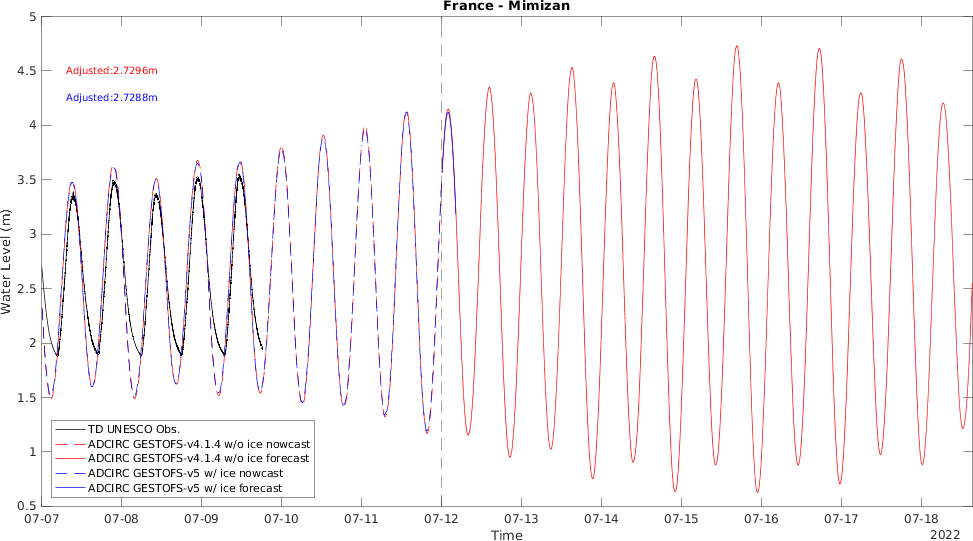 France - Mimizan
5
4.5
4
3.5
3
2.5
2
1.5
1
0.5
Water Level (m)
Adjusted:2.7296m
Adjusted:2.7288m
TD UNESCO Obs.
ADCIRC GESTOFS-v4.1.4 w/o ice nowcast
ADCIRC GESTOFS-v4.1.4 w/o ice forecast
ADCIRC GESTOFS-v5 w/ ice nowcast
ADCIRC GESTOFS-v5 w/ ice forecast
07-07 07-08 07-09 07-10 07-11 07-12 07-13 07-14 07-15 07-16 07-17 07-18
Time
2022